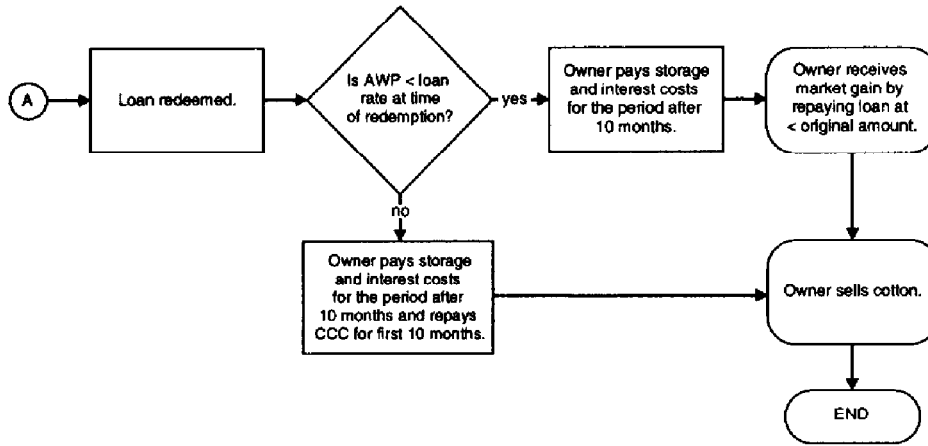 A
Loan redeemed.
Is AWP < loan
rate at time
of redemption?
yes
Owner pays storage
and interest costs
for the period after
10 months.
Owner receives
market gain by
repaying loan at
< original amount.
no
Owner pays storage
and interest costs
for the period after
10 months and repays
CCC for first 10 months.
Owner sells cotton.
END